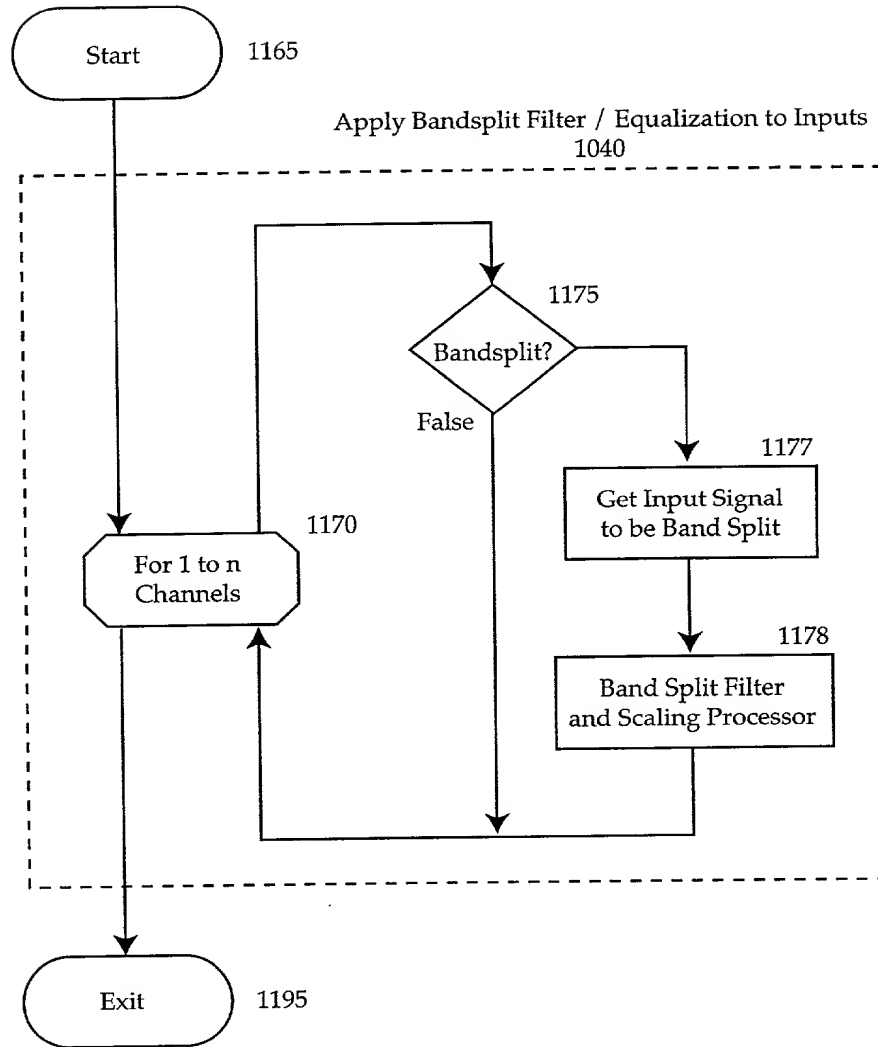 Start
1165
Apply Bandsplit Filter / Equalization to Inputs
1040
1175
Bandsplit?
False
1177
Get Input Signal
to be Band Split
1170
For 1 to n
Channels
1178
Band Split Filter
and Scaling Processor
Exit
1195